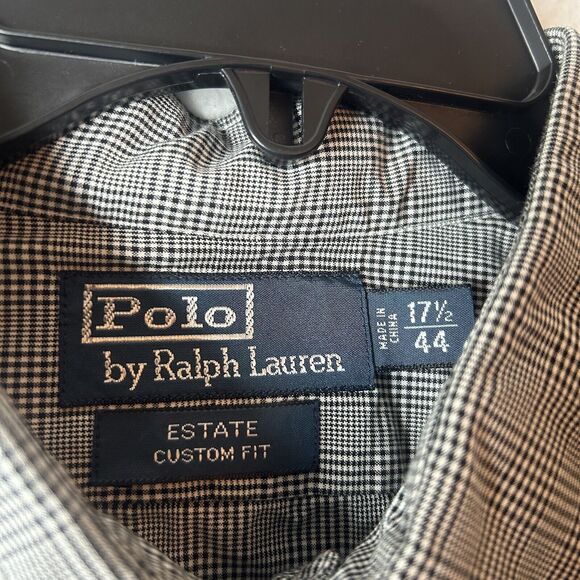 Polo
by Ralph Lauren
MADE IN
CHINA
17½
44
ESTATE
CUSTOM FIT